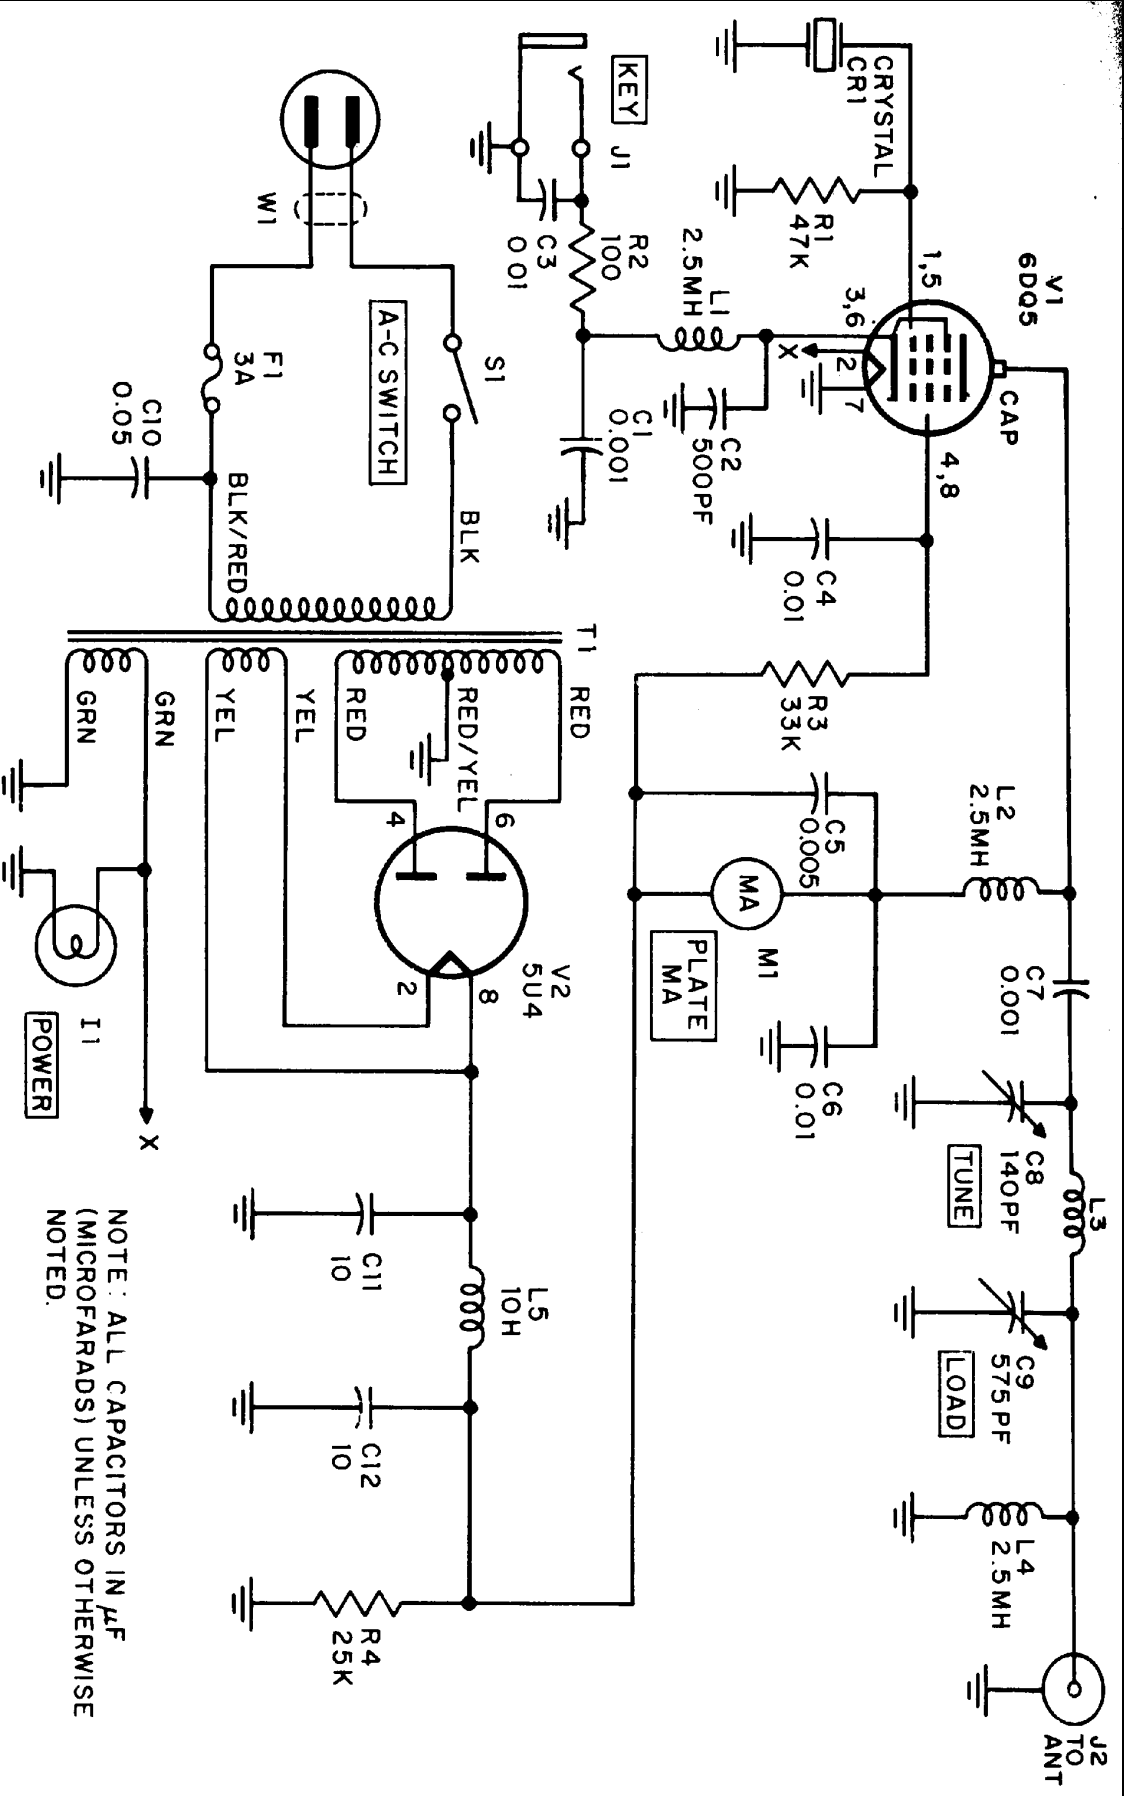 V1
6DQ5
CAP
1,5
3,6
2
7
4,8
X
CRYSTAL
CR1
R1
47K
KEY
J1
C3
0 01
R2
100
L1
2.5MH
C1
0.001
C2
500PF
C4
0.01
R3
33K
C5
0.005
L2
2.5MH
MA
M1
PLATE
MA
C6
0.01
C7
0.001
C8
140PF
TUNE
L3
C9
575PF
LOAD
L4
2.5MH
J2
TO
ANT
W1
S1
A-C SWITCH
F1
3A
C10
0.05
BLK
BLK/RED
T1
RED
RED/YEL
RED
YEL
YEL
GRN
GRN
6
4
V2
5U4
8
2
I1
POWER
X
C11
10
L5
10H
C12
10
R4
25K
NOTE: ALL CAPACITORS IN μF
(MICROFARADS) UNLESS OTHERWISE
NOTED.